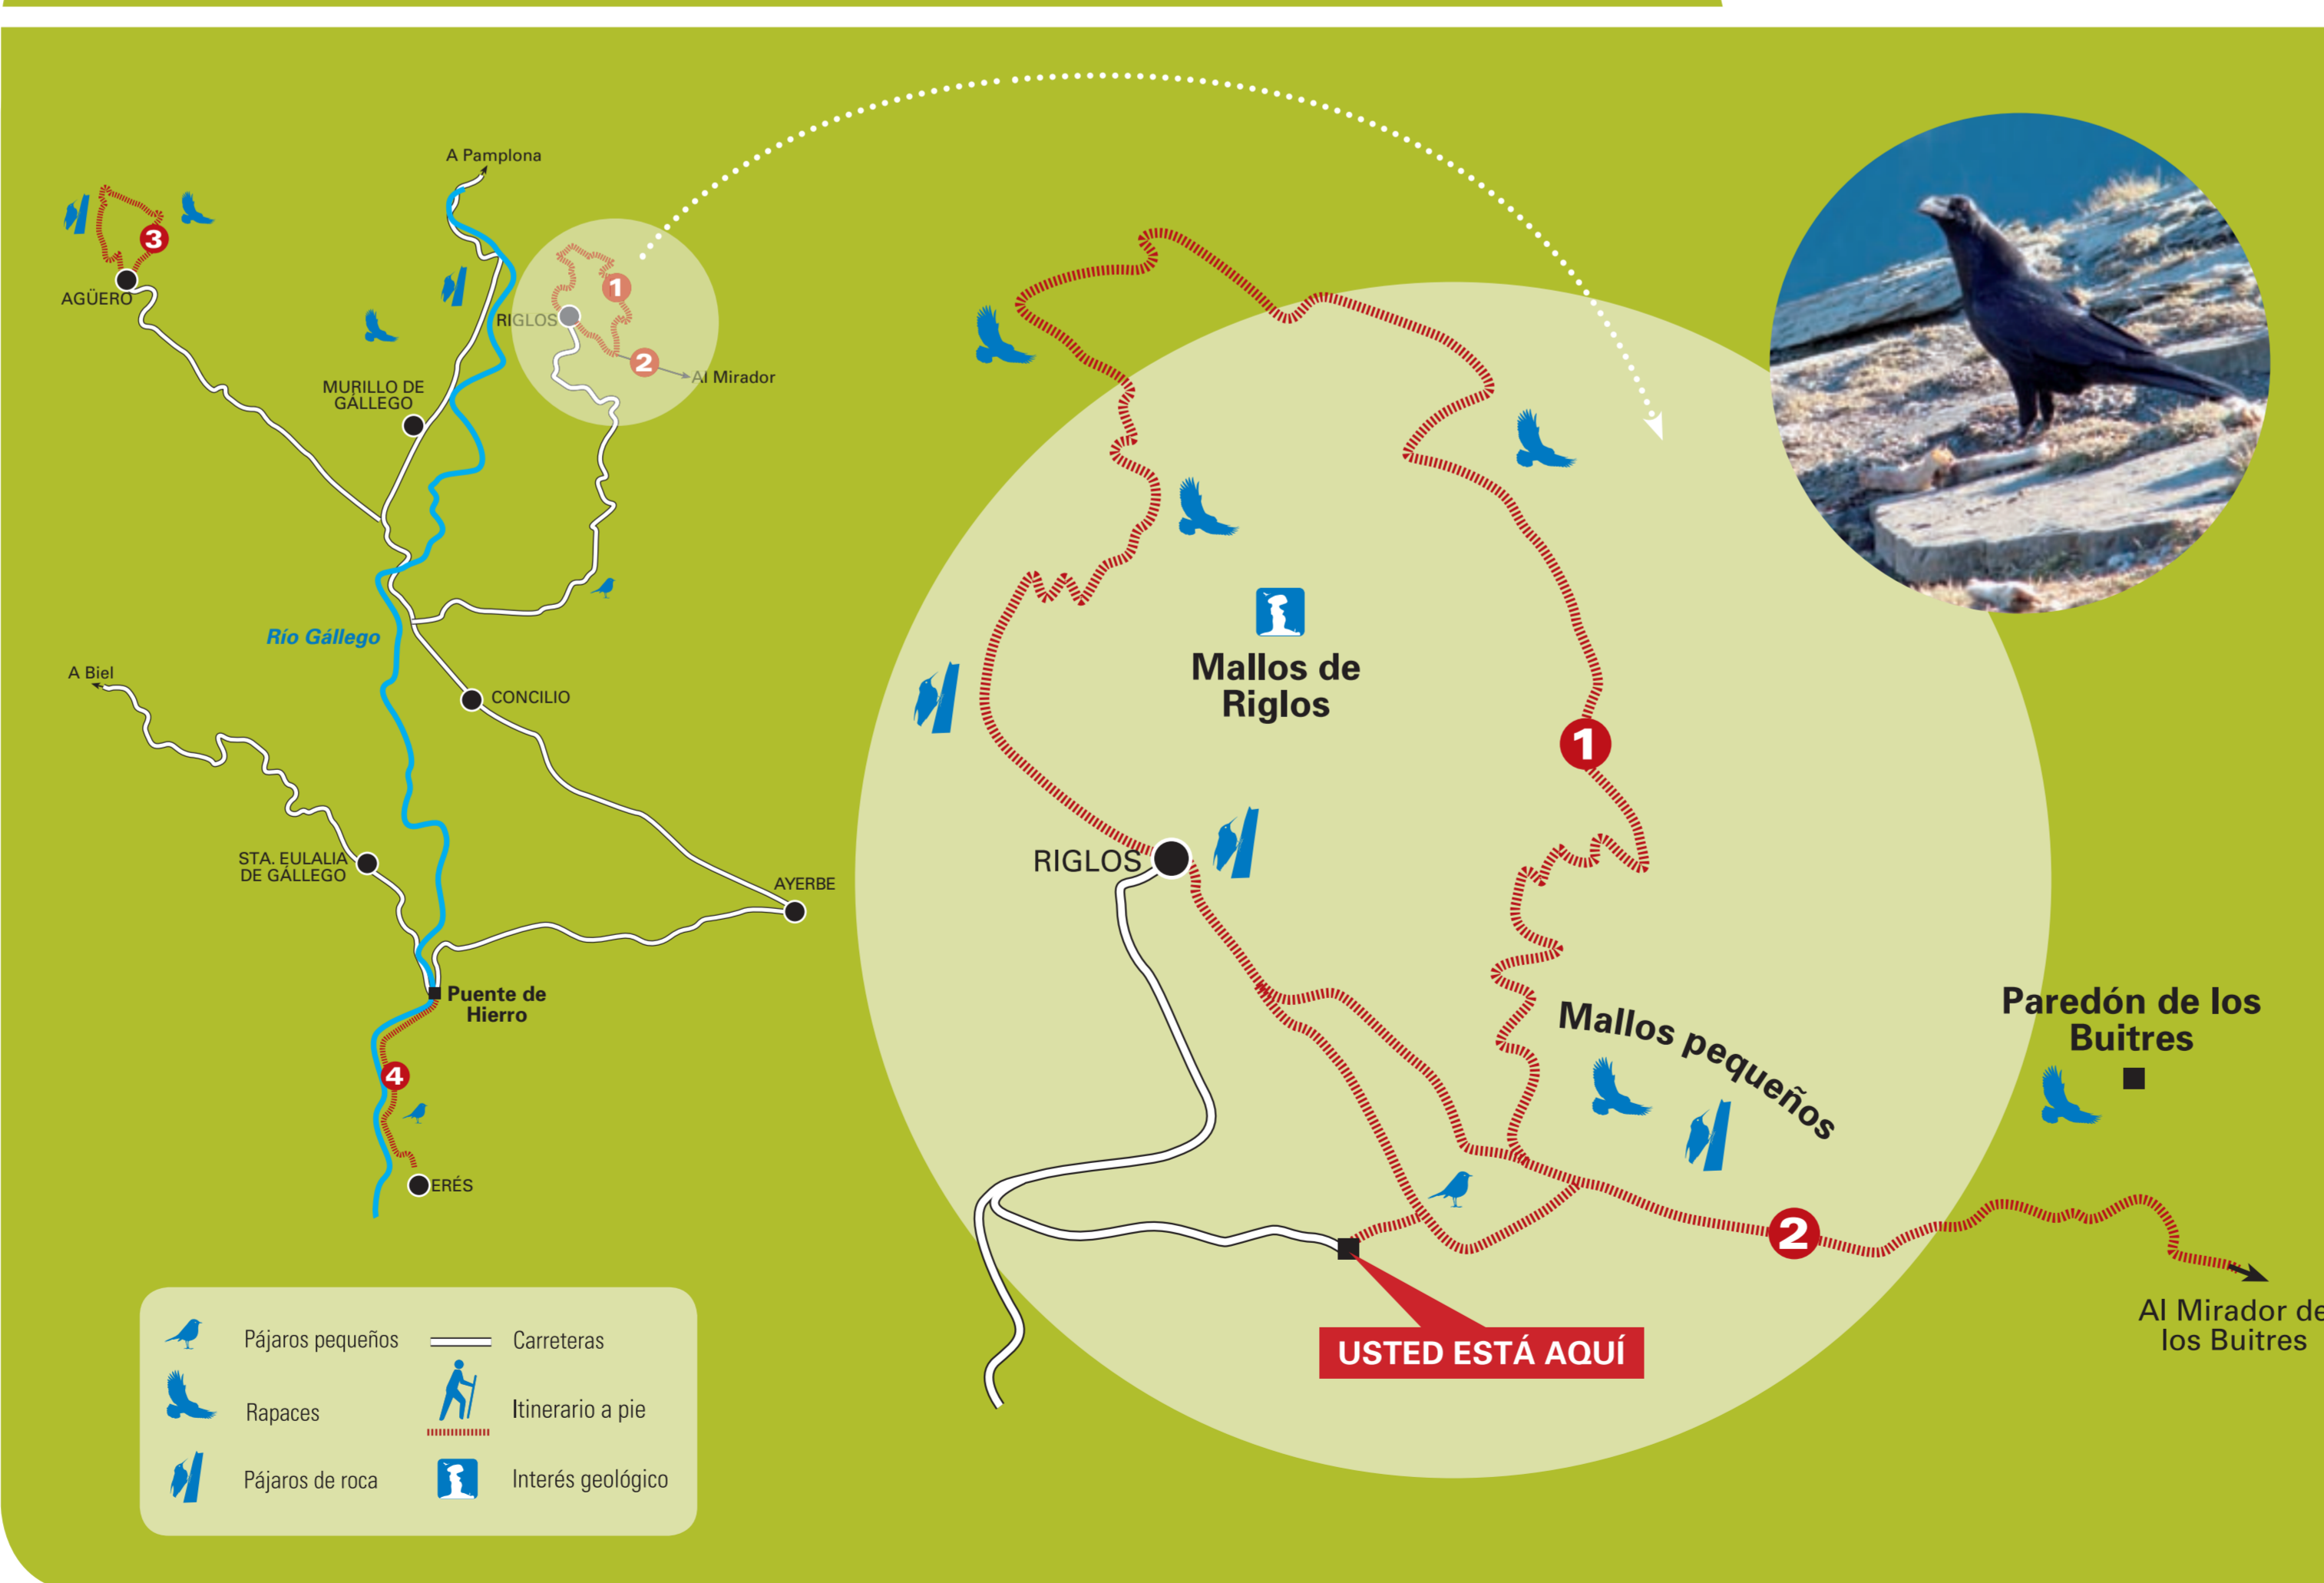 A Pamplona
3
AGÜERO
1
RIGLOS
2
Al Mirador
MURILLO DE
GÁLLEGO
Río Gállego
A Biel
CONCILIO
STA. EULALIA
DE GÁLLEGO
AYERBE
Puente de
Hierro
4
ERÉS
Mallos de
Riglos
1
RIGLOS
Mallos pequeños
Paredón de los
Buitres
2
Al Mirador de
los Buitres
USTED ESTÁ AQUÍ
Pájaros pequeños
Carreteras
Rapaces
Itinerario a pie
Pájaros de roca
Interés geológico